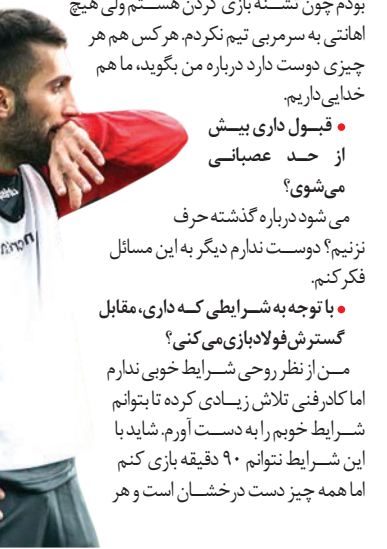 بودم چون تشنه بازی کردن هستم ولی هیچ
اهانتی به سرمربی تیم نکردم. هر کس هم هر
چیزی دوست دارد درباره من بگوید، ما هم
خدایی داریم.
• قبول داری بیش
از حد عصبانی
می‌شوی؟
می شود درباره گذشته حرف
نزنیم؟ دوست ندارم دیگر به این مسائل
فکر کنم.
• با توجه به شرایطی که داری، مقابل
گسترش فولاد بازی می‌کنی؟
من از نظر روحی شرایط خوبی ندارم
اما کادرفنی تلاش زیادی کرده تا بتوانم
شرایط خوبم را به دست آورم. شاید با
این شرایط نتوانم ۹۰ دقیقه بازی کنم
اما همه چیز دست درخشان است و هر